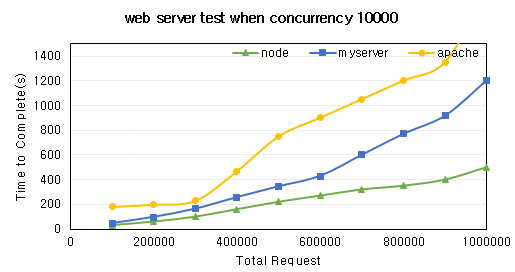 web server test when concurrency 10000
node myserver apache
1400
1200
1000
800
600
400
200
0
Time to Complete(s)
0 200000 400000 600000 800000 1000000
Total Request